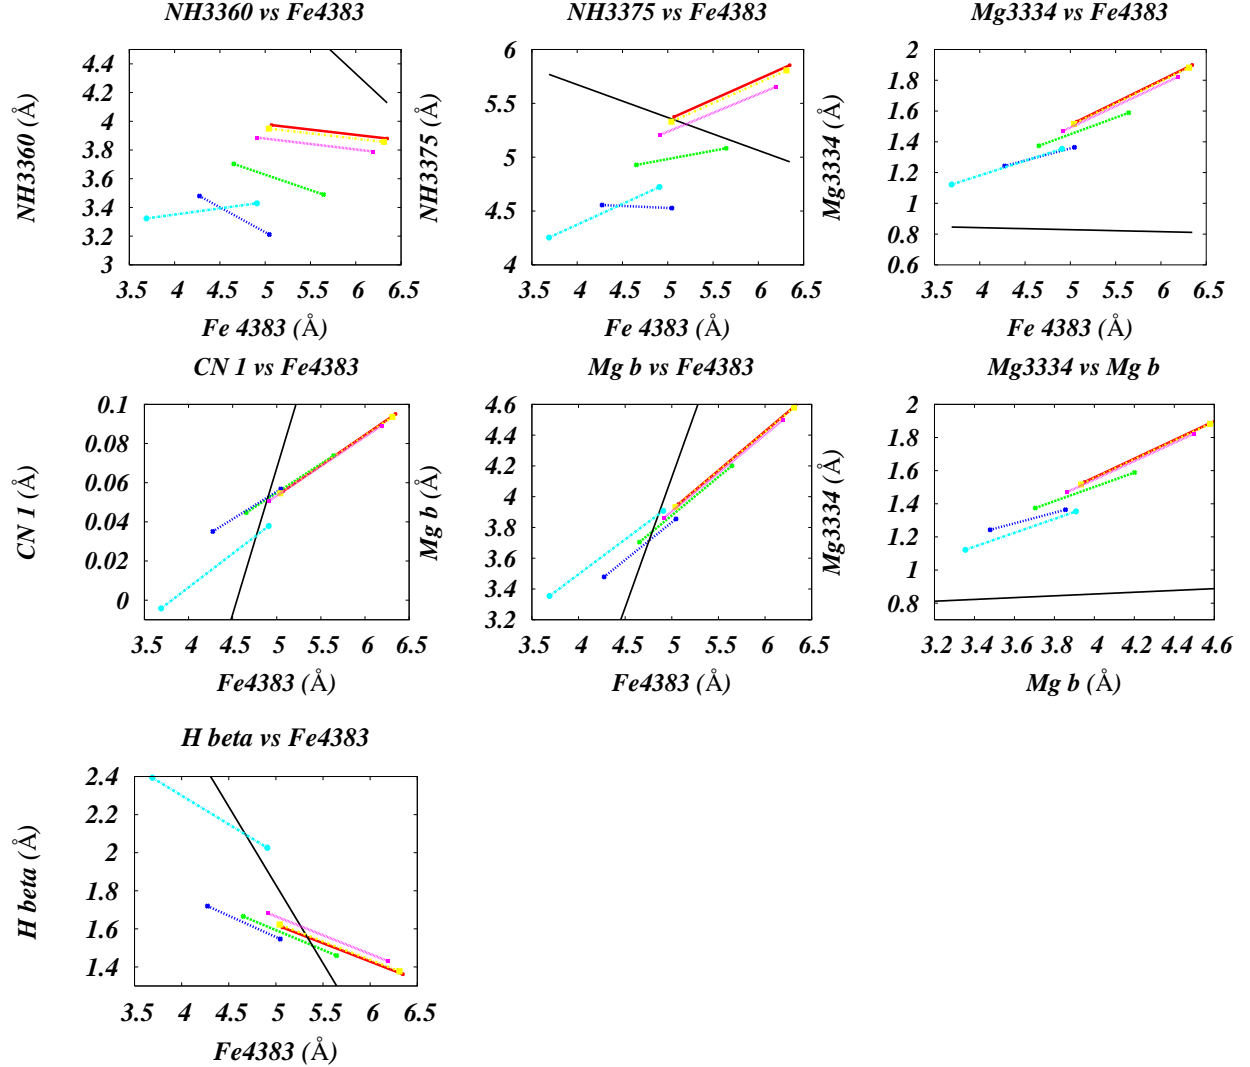 NH3360 vs Fe4383 NH3375 vs Fe4383 Mg3334 vs Fe4383
NH3360 (Å)
4.4
4.2
4
3.8
3.6
3.4
3.2
3
3.5 4 4.5 5 5.5 6 6.5
Fe 4383 (Å)
NH3375 (Å)
6
5.5
5
4.5
4
3.5 4 4.5 5 5.5 6 6.5
Fe 4383 (Å)
Mg3334 (Å)
2
1.8
1.6
1.4
1.2
1
0.8
0.6
3.5 4 4.5 5 5.5 6 6.5
Fe 4383 (Å)
CN 1 vs Fe4383 Mg b vs Fe4383 Mg3334 vs Mg b
CN 1 (Å)
0.1
0.08
0.06
0.04
0.02
0
3.5 4 4.5 5 5.5 6 6.5
Fe4383 (Å)
Mg b (Å)
4.6
4.4
4.2
4
3.8
3.6
3.4
3.2
3.5 4 4.5 5 5.5 6 6.5
Fe4383 (Å)
Mg3334 (Å)
2
1.8
1.6
1.4
1.2
1
0.8
3.2 3.4 3.6 3.8 4 4.2 4.4 4.6
Mg b (Å)
H beta vs Fe4383
H beta (Å)
2.4
2.2
2
1.8
1.6
1.4
3.5 4 4.5 5 5.5 6 6.5
Fe4383 (Å)